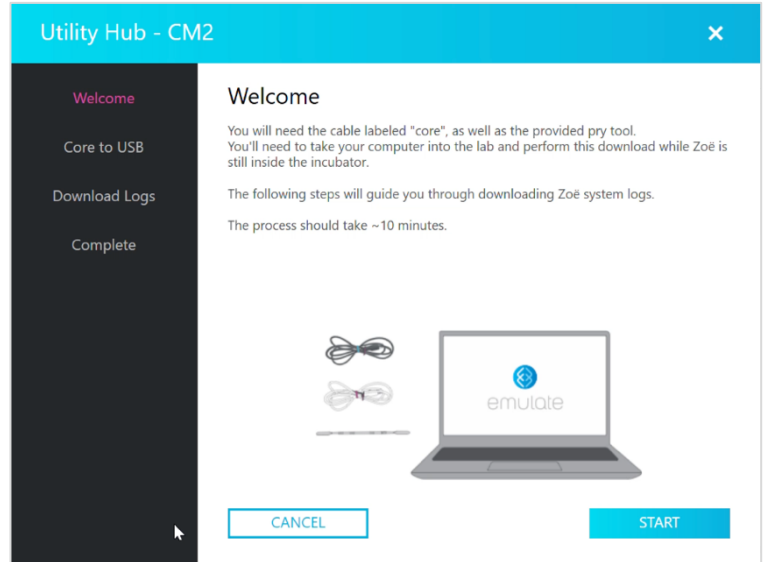 Utility Hub - CM2
Welcome
Core to USB
Download Logs
Complete
Welcome
You will need the cable labeled "core", as well as the provided pry tool.
You'll need to take your computer into the lab and perform this download while Zoë is
still inside the incubator.
The following steps will guide you through downloading Zoë system logs.
The process should take ~10 minutes.
emulate
CANCEL
START